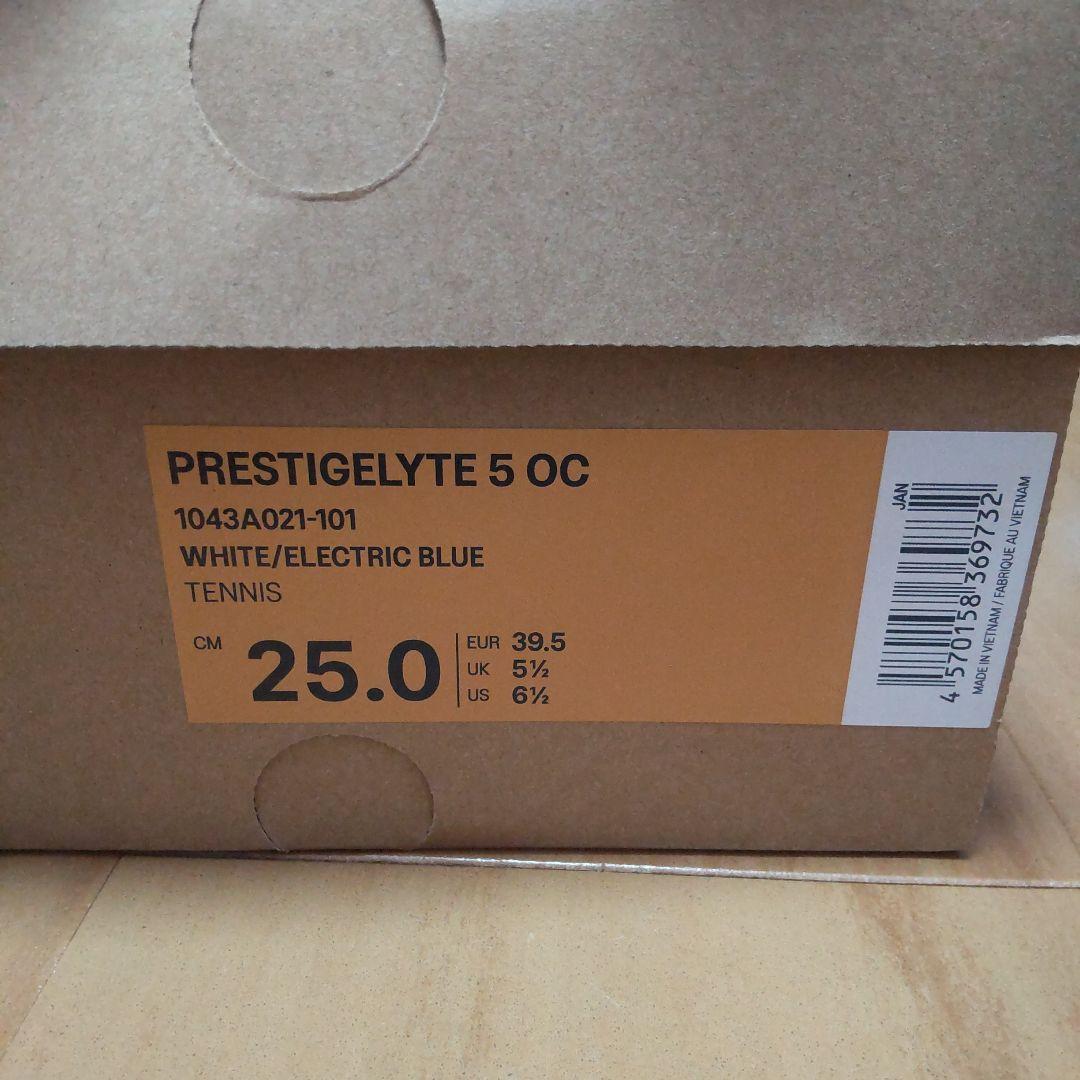 PRESTIGELYTE 5 OC
1043A021-101
WHITE/ELECTRIC BLUE
TENNIS
CM 25.0
EUR 39.5
UK 5½
US 6½
JAN
4 570158 369732
MADE IN VIETNAM / FABRIQUE AU VIETNAM